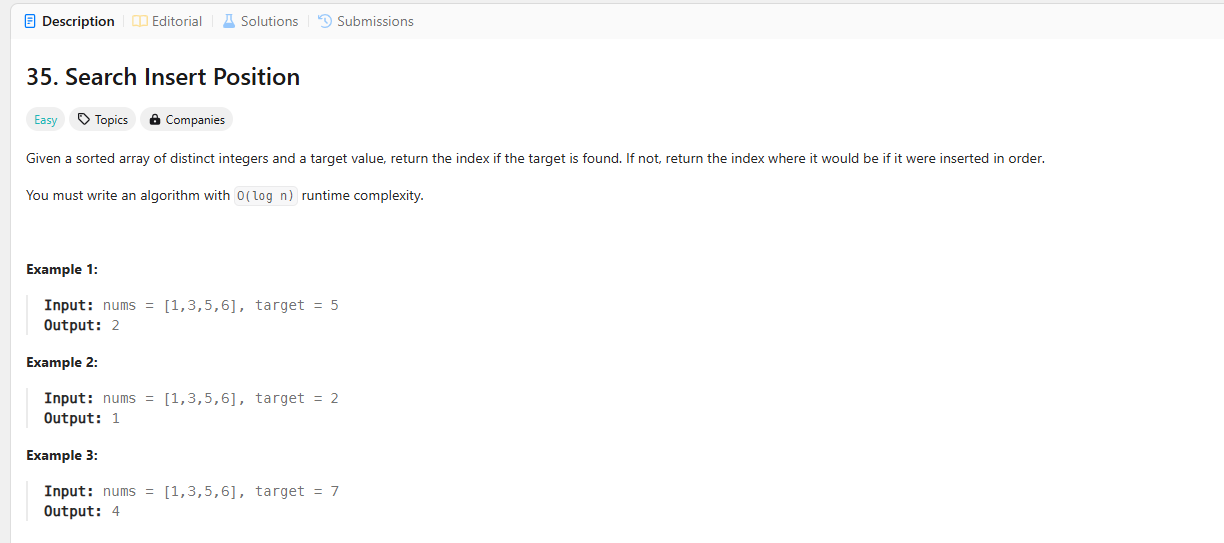 Description Editorial Solutions Submissions
35. Search Insert Position
Easy Topics Companies
Given a sorted array of distinct integers and a target value, return the index if the target is found. If not, return the index where it would be if it were inserted in order.
You must write an algorithm with O(log n) runtime complexity.
Example 1:
Input: nums = [1,3,5,6], target = 5
Output: 2
Example 2:
Input: nums = [1,3,5,6], target = 2
Output: 1
Example 3:
Input: nums = [1,3,5,6], target = 7
Output: 4